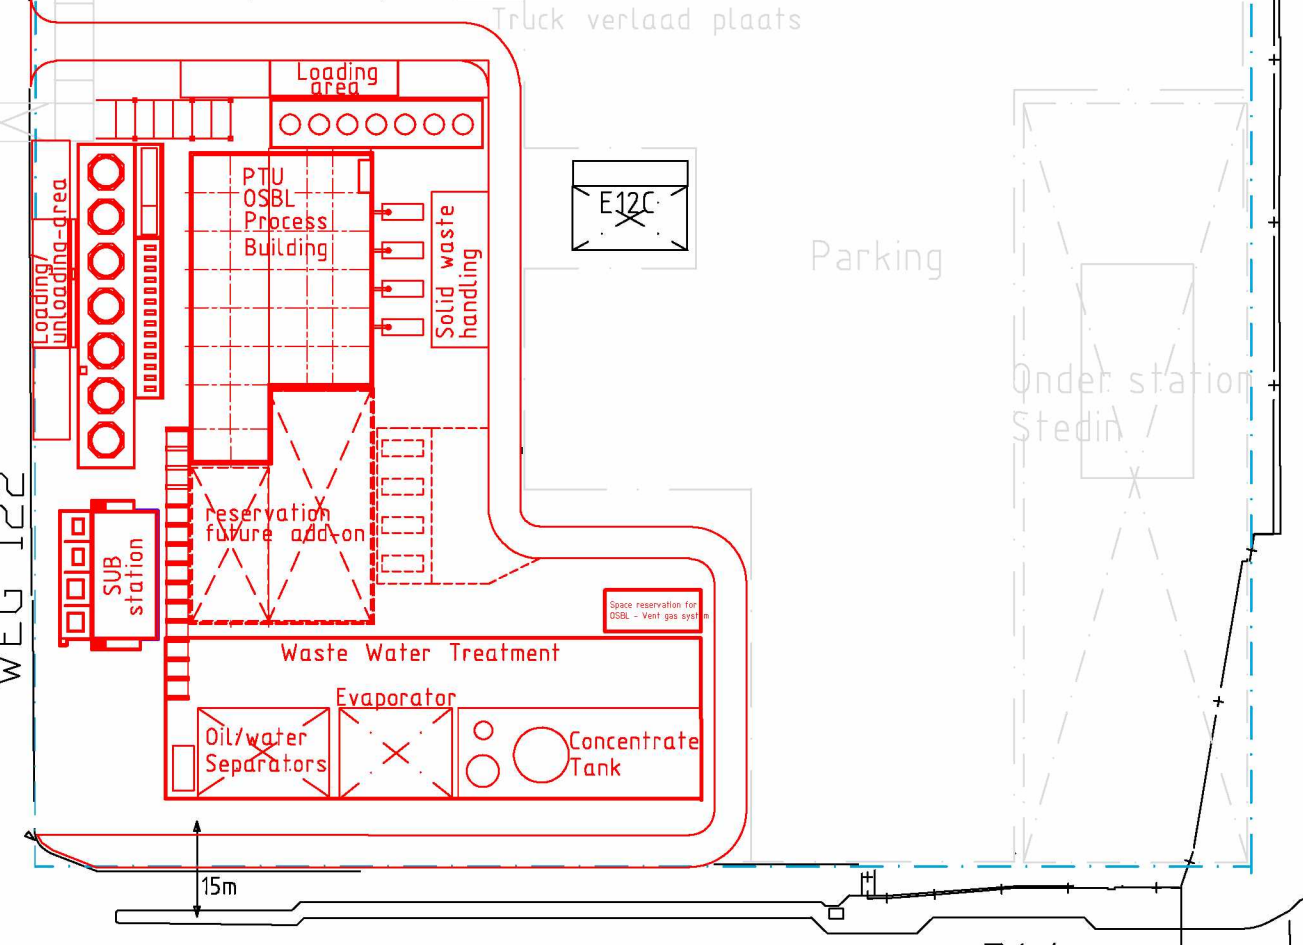 Truck verlaad plaats
Loading
area
PTU
OSBL
Process
Building
Loading/
unloading-area
Solid waste
handling
E12C
Parking
Onder station
Stedin
WEG 122
reservation
future add-on
SUB
station
Space reservation for
OSBL - Vent gas system
Waste Water Treatment
Evaporator
Oil/water
Separators
Concentrate
Tank
15m